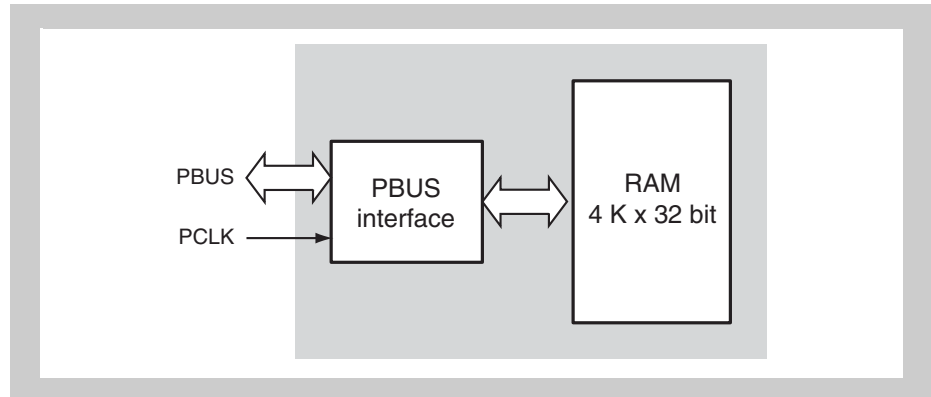 PBUS
PCLK
PBUS
interface
RAM
4 K x 32 bit